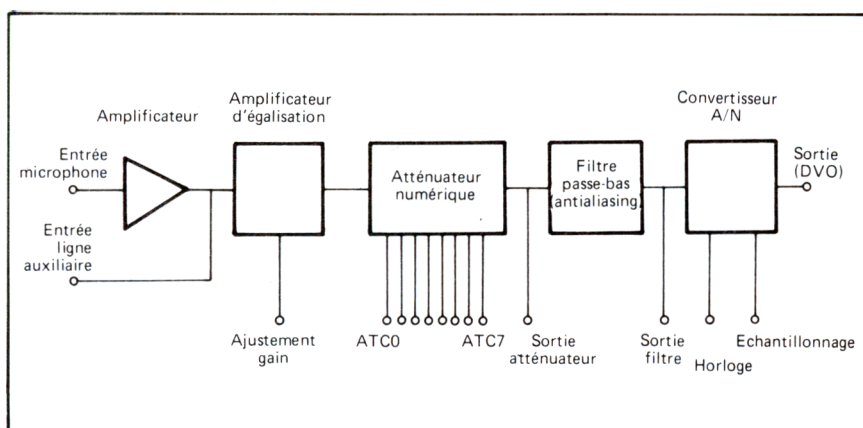 Amplificateur
Entrée
microphone
Entrée
ligne
auxiliaire
Amplificateur
d'égalisation
Ajustement
gain
Atténuateur
numérique
ATC0
ATC7
Sortie
atténuateur
Filtre
passe-bas
(antialiasing)
Sortie
filtre
Convertisseur
A/N
Horloge
Echantillonnage
Sortie
(DVO)